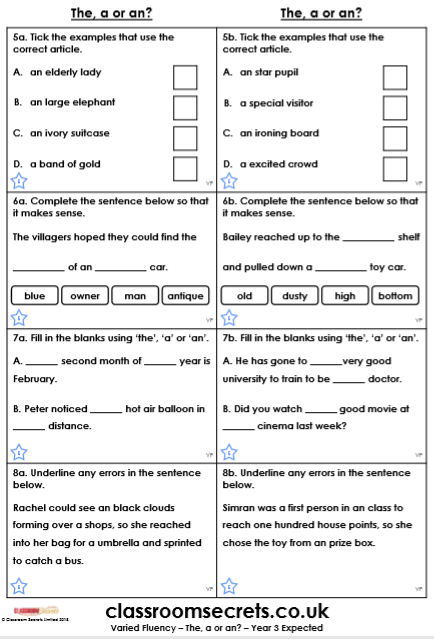 The, a or an?
The, a or an?
5a. Tick the examples that use the
correct article.
A. an elderly lady
B. an large elephant
C. an ivory suitcase
D. a band of gold
VF
5b. Tick the examples that use the
correct article.
A. an star pupil
B. a special visitor
C. an ironing board
D. a excited crowd
VF
6a. Complete the sentence below so that
it makes sense.
The villagers hoped they could find the
_________ of an _________ car.
blue owner man antique
VF
6b. Complete the sentence below so that
it makes sense.
Bailey reached up to the _________ shelf
and pulled down a _________ toy car.
old dusty high bottom
VF
7a. Fill in the blanks using ‘the’, ‘a’ or ‘an’.
A. ______ second month of ______ year is
February.
B. Peter noticed ______ hot air balloon in
______ distance.
VF
7b. Fill in the blanks using ‘the’, ‘a’ or ‘an’.
A. He has gone to ______very good
university to train to be ______ doctor.
B. Did you watch ______ good movie at
______ cinema last week?
VF
8a. Underline any errors in the sentence
below.
Rachel could see an black clouds
forming over a shops, so she reached
into her bag for a umbrella and sprinted
to catch a bus.
VF
8b. Underline any errors in the sentence
below.
Simran was a first person in an class to
reach one hundred house points, so she
chose the toy from an prize box.
VF
© Classroom Secrets Limited 2018
classroomsecrets.co.uk
Varied Fluency – The, a or an? – Year 3 Expected